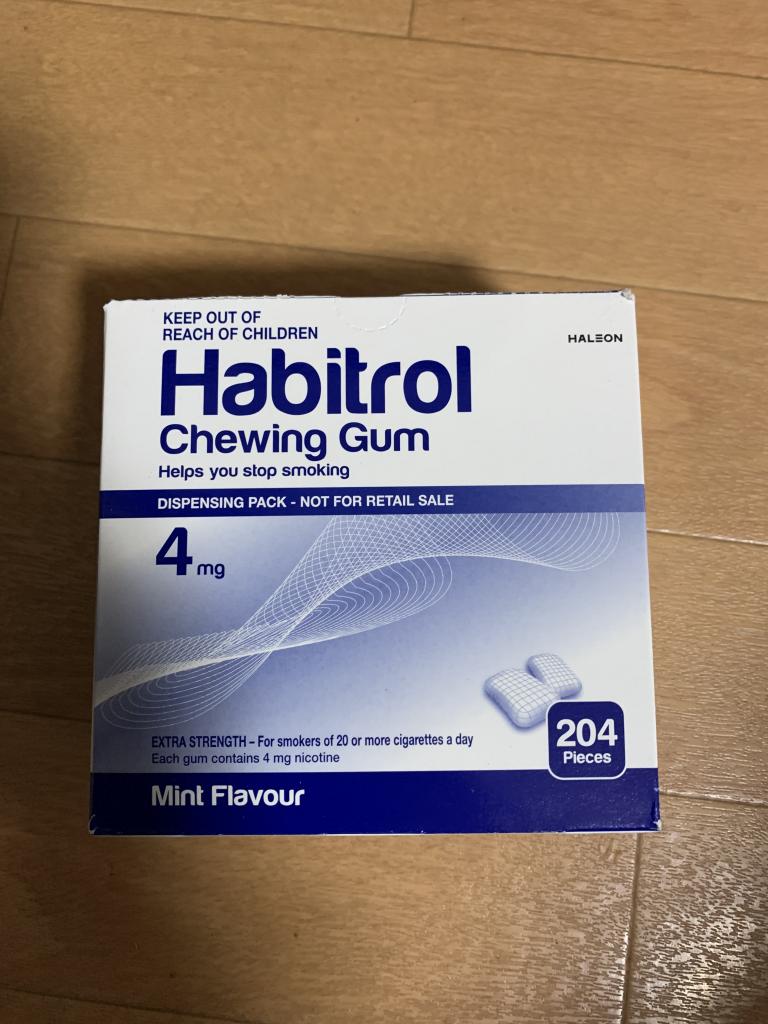 KEEP OUT OF
REACH OF CHILDREN
HALEON
Habitrol
Chewing Gum
Helps you stop smoking
DISPENSING PACK - NOT FOR RETAIL SALE
4 mg
EXTRA STRENGTH – For smokers of 20 or more cigarettes a day
Each gum contains 4 mg nicotine
204
Pieces
Mint Flavour